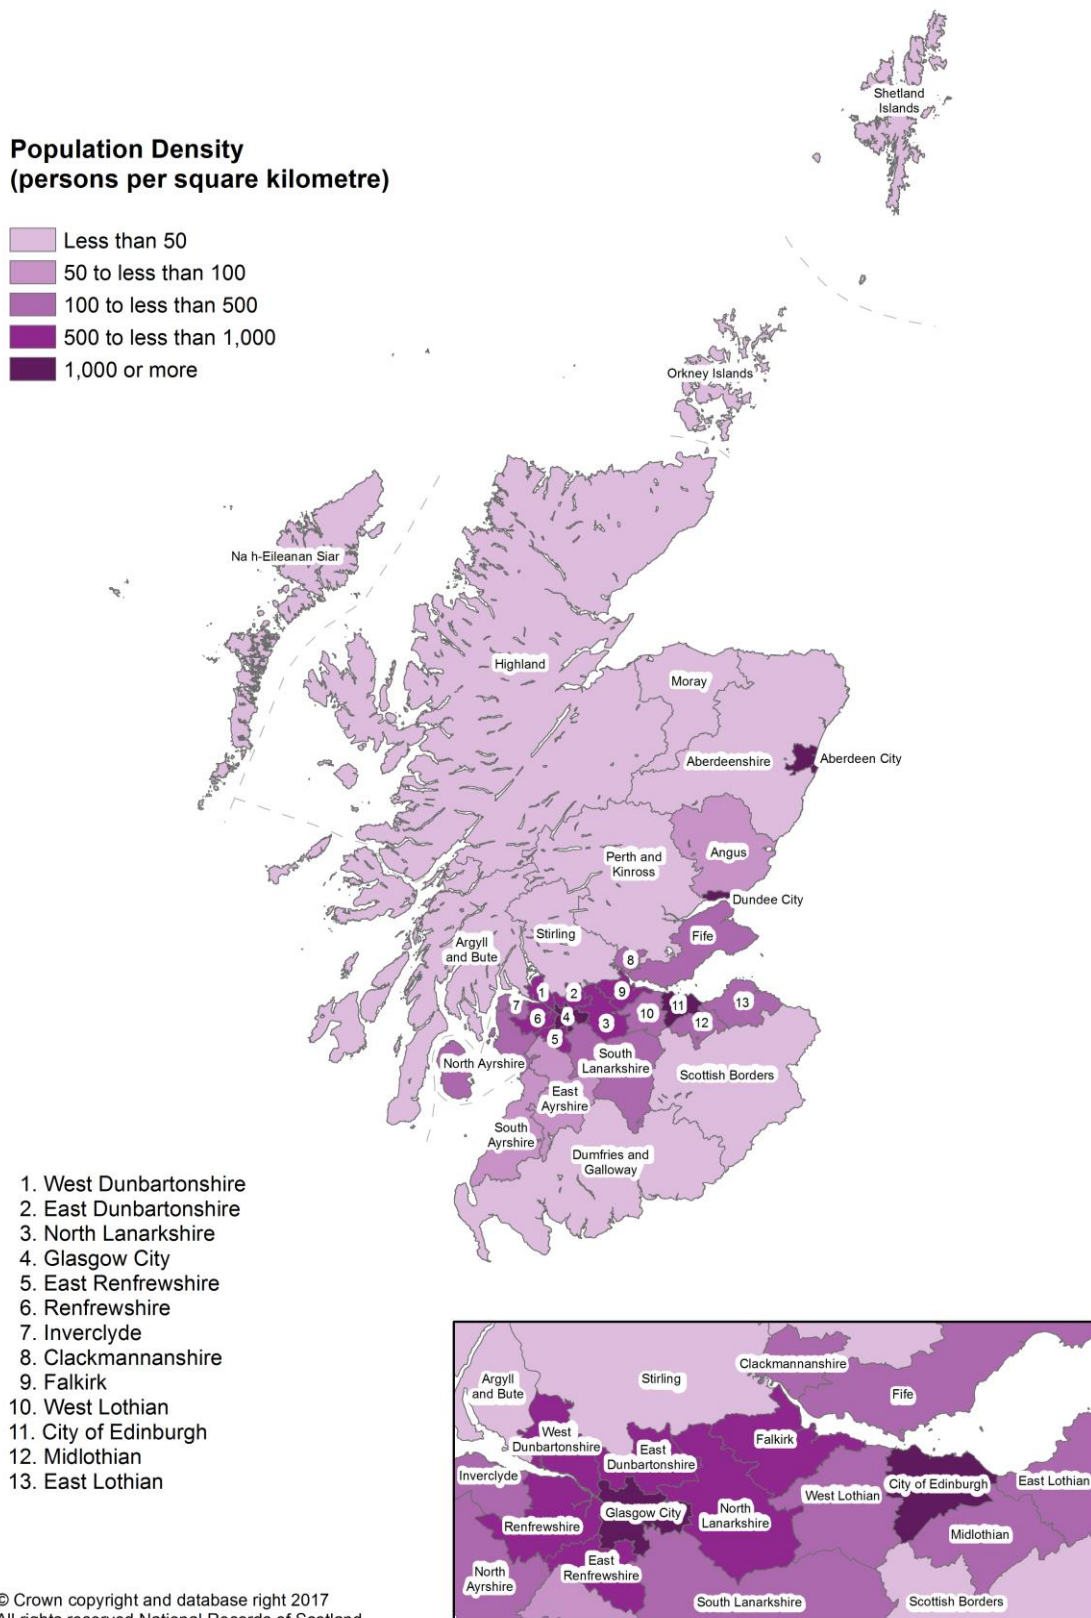 Shetland
Islands
Population Density
(persons per square kilometre)
Less than 50
50 to less than 100
100 to less than 500
500 to less than 1,000
1,000 or more
Orkney Islands
Na h-Eileanan Siar
Highland
Moray
Aberdeenshire
Aberdeen City
Angus
Perth and
Kinross
Dundee City
Fife
Stirling
Argyll
and Bute
8
1
2
9
7
6
4
3
10
11
13
12
5
North Ayrshire
South
Lanarkshire
Scottish Borders
East
Ayrshire
South
Ayrshire
Dumfries and
Galloway
1. West Dunbartonshire
2. East Dunbartonshire
3. North Lanarkshire
4. Glasgow City
5. East Renfrewshire
6. Renfrewshire
7. Inverclyde
8. Clackmannanshire
9. Falkirk
10. West Lothian
11. City of Edinburgh
12. Midlothian
13. East Lothian
Clackmannanshire
Argyll
and Bute
Stirling
Fife
West
Dunbartonshire
East
Dunbartonshire
Falkirk
Inverclyde
West Lothian
City of Edinburgh
East Lothian
Renfrewshire
Glasgow City
North
Lanarkshire
Midlothian
North
Ayrshire
East
Renfrewshire
South Lanarkshire
Scottish Borders
© Crown copyright and database right 2017
All rights reserved National Records of Scotland